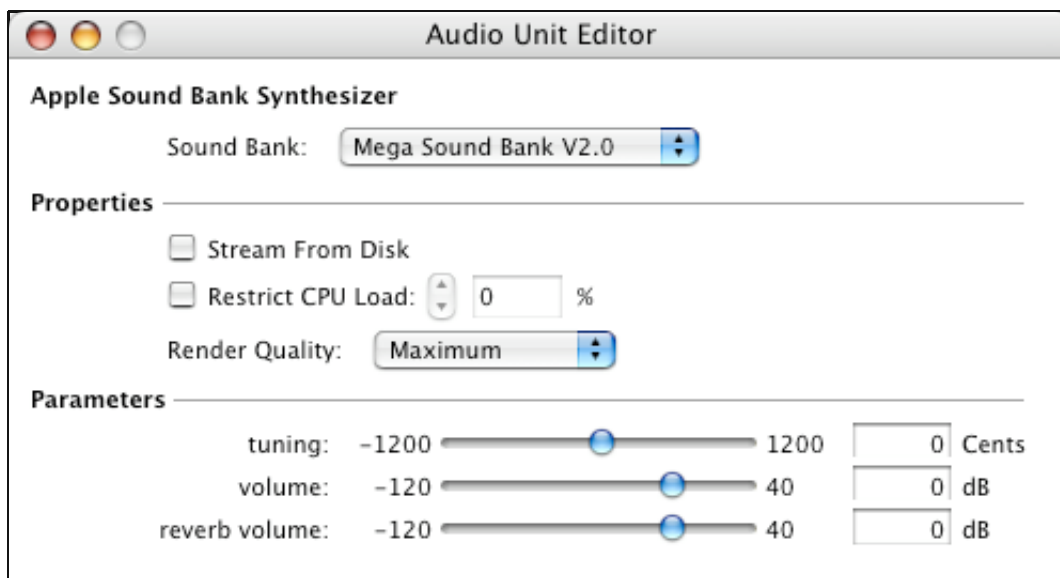 Audio Unit Editor
Apple Sound Bank Synthesizer
Sound Bank: Mega Sound Bank V2.0
Properties
Stream From Disk
Restrict CPU Load: 0 %
Render Quality: Maximum
Parameters
tuning: -1200 1200 0 Cents
volume: -120 40 0 dB
reverb volume: -120 40 0 dB